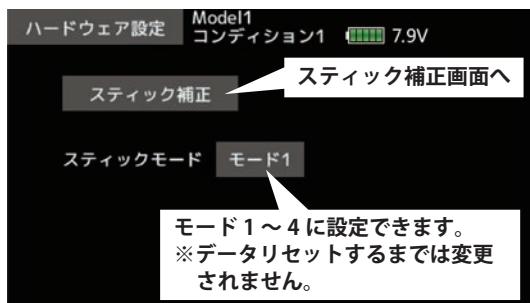 ハードウェア設定
Model1
コンディション1 7.9V
スティック補正
スティック補正画面へ
スティックモード モード1
モード 1 ～ 4 に設定できます。
※データリセットするまでは変更
されません。